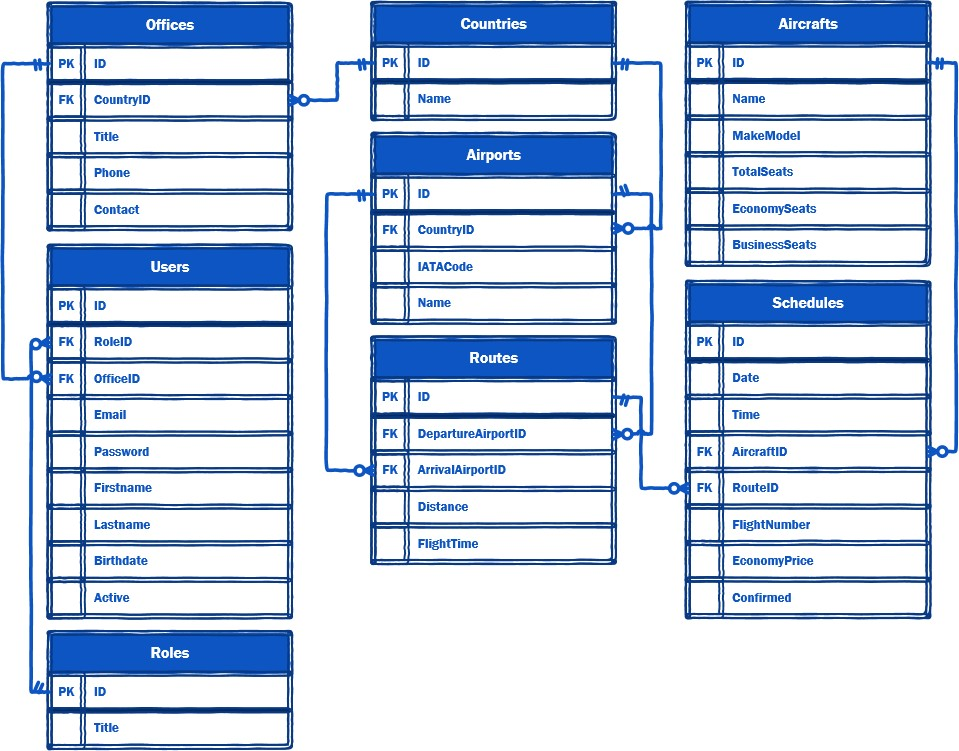 Offices
PK ID
FK CountryID
Title
Phone
Contact
Users
PK ID
FK RoleID
FK OfficeID
Email
Password
Firstname
Lastname
Birthdate
Active
Roles
PK ID
Title
Countries
PK ID
Name
Airports
PK ID
FK CountryID
IATACode
Name
Routes
PK ID
FK DepartureAirportID
FK ArrivalAirportID
Distance
FlightTime
Aircrafts
PK ID
Name
MakeModel
TotalSeats
EconomySeats
BusinessSeats
Schedules
PK ID
Date
Time
FK AircraftID
FK RouteID
FlightNumber
EconomyPrice
Confirmed